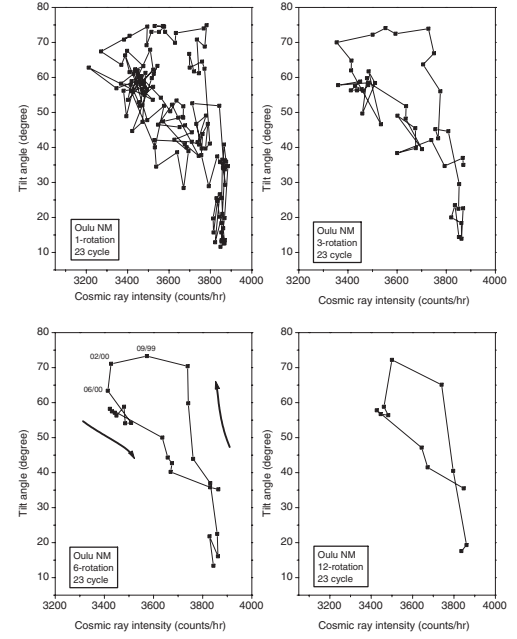 80
70
60
50
40
30
20
10
Tilt angle (degree)
Oulu NM
1-rotation
23 cycle
3200 3400 3600 3800 4000
Cosmic ray intensity (counts/hr)
80
70
60
50
40
30
20
10
Tilt angle (degree)
Oulu NM
3-rotation
23 cycle
3200 3400 3600 3800 4000
Cosmic ray intensity (counts/hr)
80
70
60
50
40
30
20
10
Tilt angle (degree)
09/99
02/00
06/00
Oulu NM
6-rotation
23 cycle
3200 3400 3600 3800 4000
Cosmic ray intensity (counts/hr)
80
70
60
50
40
30
20
10
Tilt angle (degree)
Oulu NM
12-rotation
23 cycle
3200 3400 3600 3800 4000
Cosmic ray intensity (counts/hr)